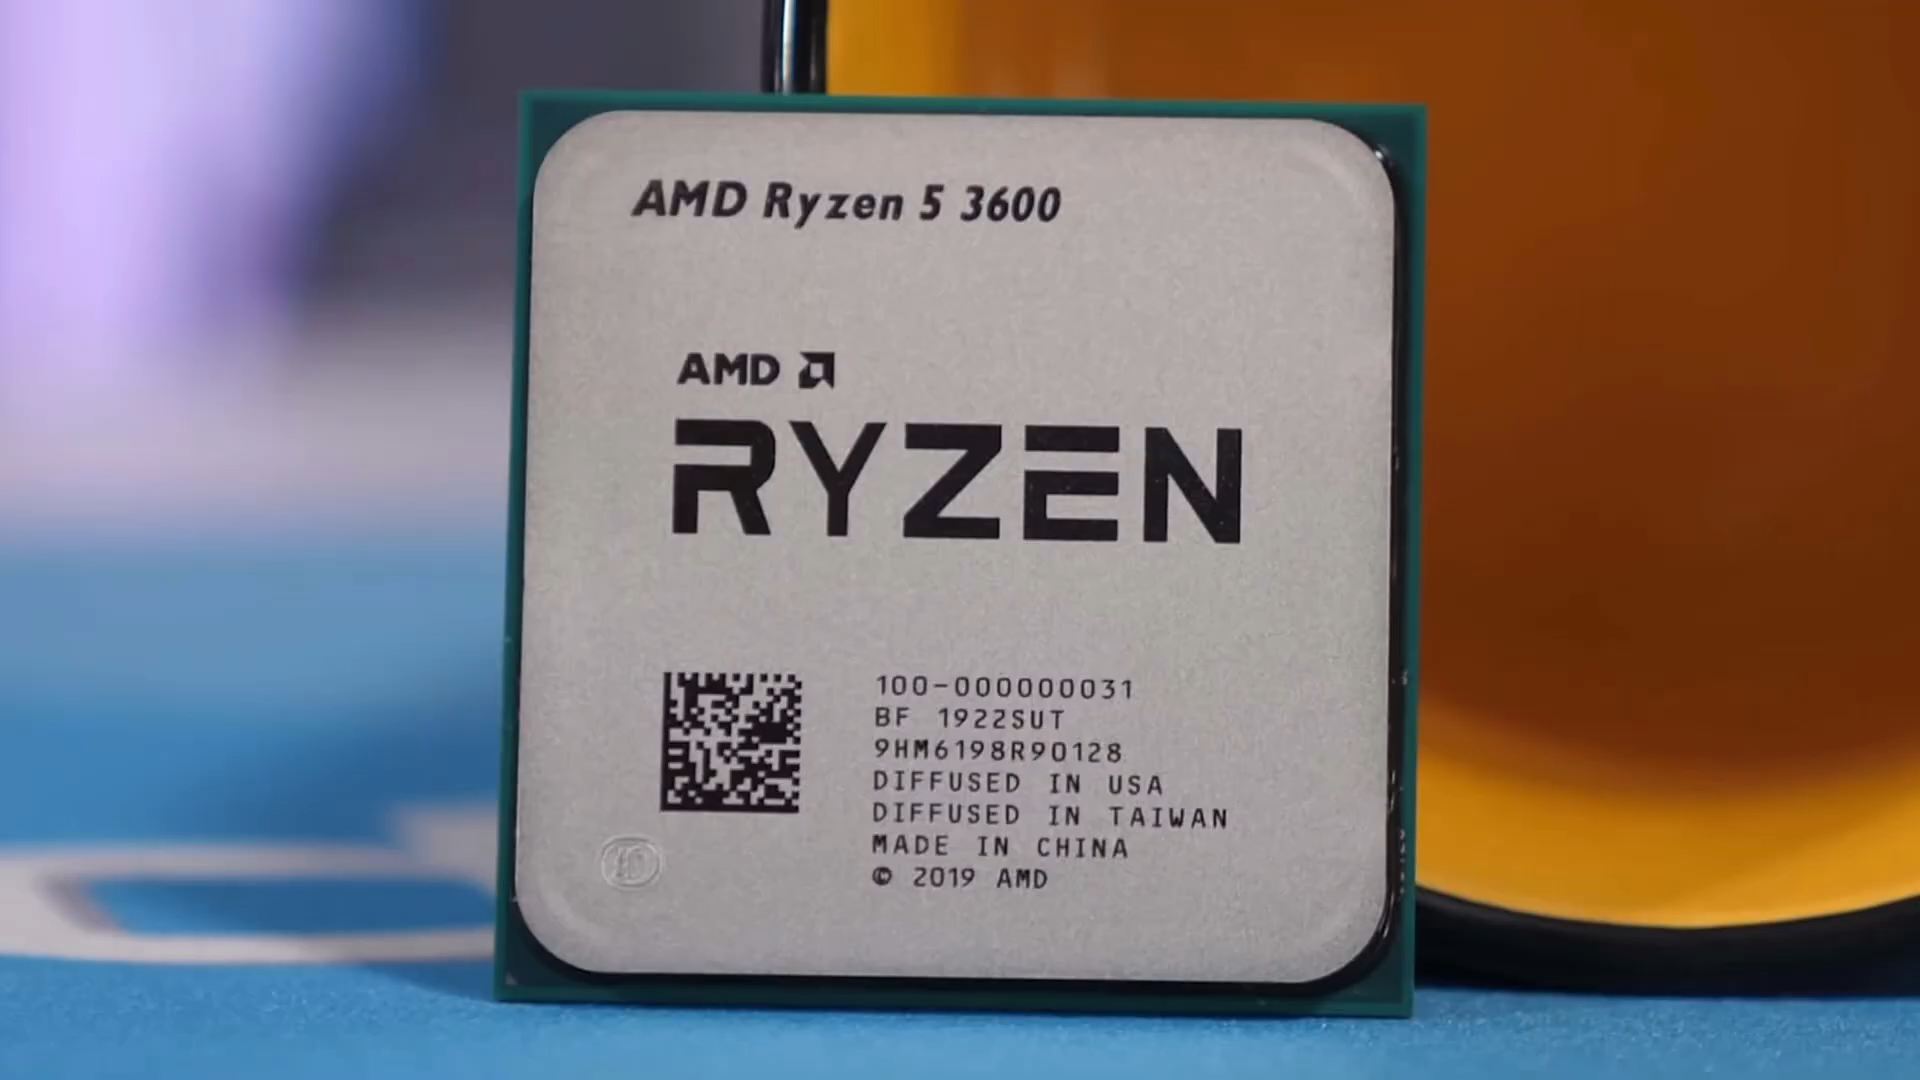 AMD Ryzen 5 3600
AMD
RYZEN
100-000000031
BF 1922SUT
9HM6198R90128
DIFFUSED IN USA
DIFFUSED IN TAIWAN
MADE IN CHINA
© 2019 AMD